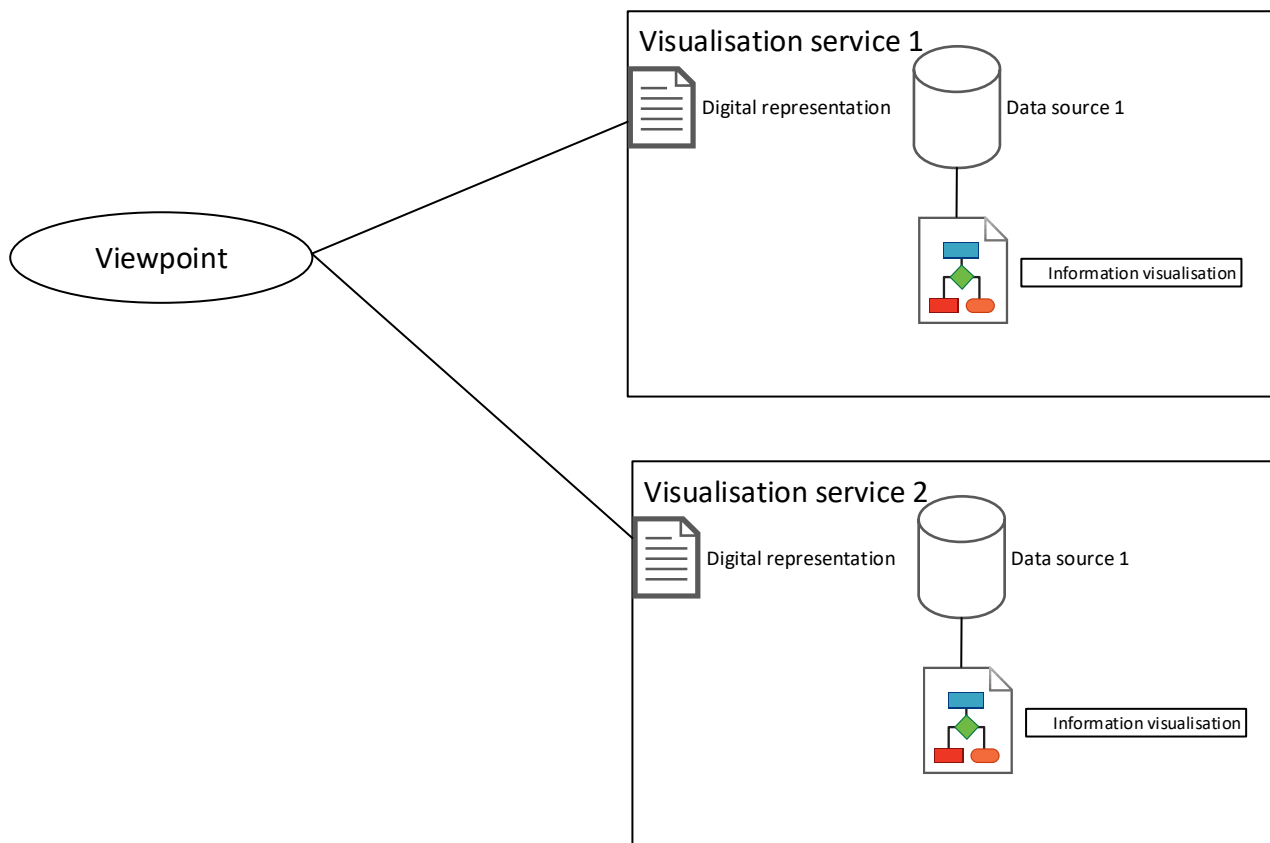 Visualisation service 1
Digital representation
Data source 1
Viewpoint
Information visualisation
Visualisation service 2
Digital representation
Data source 1
Information visualisation